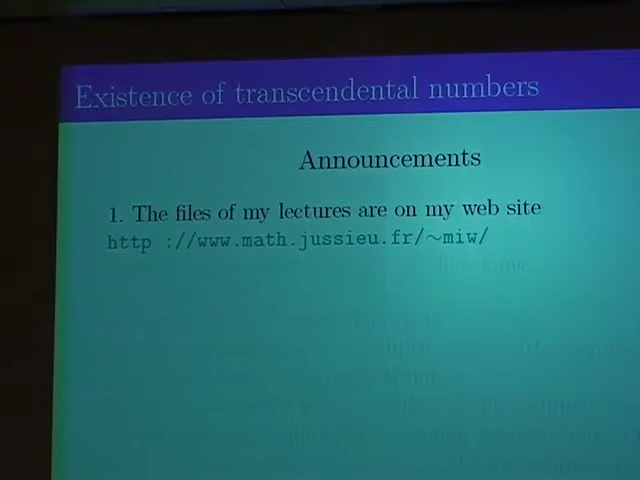 Existence of transcendental numbers
Announcements
1. The files of my lectures are on my web site
http ://www.math.jussieu.fr/~miw/